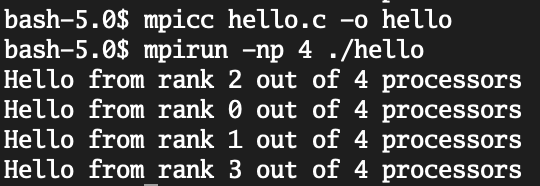 bash-5.0$ mpicc hello.c -o hello
bash-5.0$ mpirun -np 4 ./hello
Hello from rank 2 out of 4 processors
Hello from rank 0 out of 4 processors
Hello from rank 1 out of 4 processors
Hello from rank 3 out of 4 processors